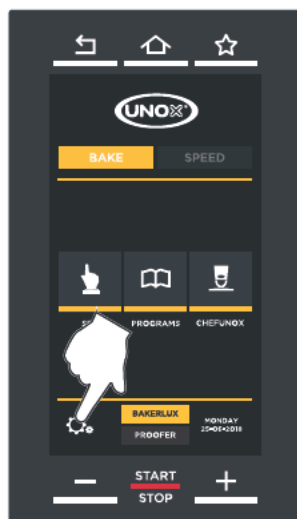 UNOX
BAKE SPEED
PROGRAMS CHEFUNOX
BAKERLUX
PROOFER
MONDAY
25-06-2018
START
STOP